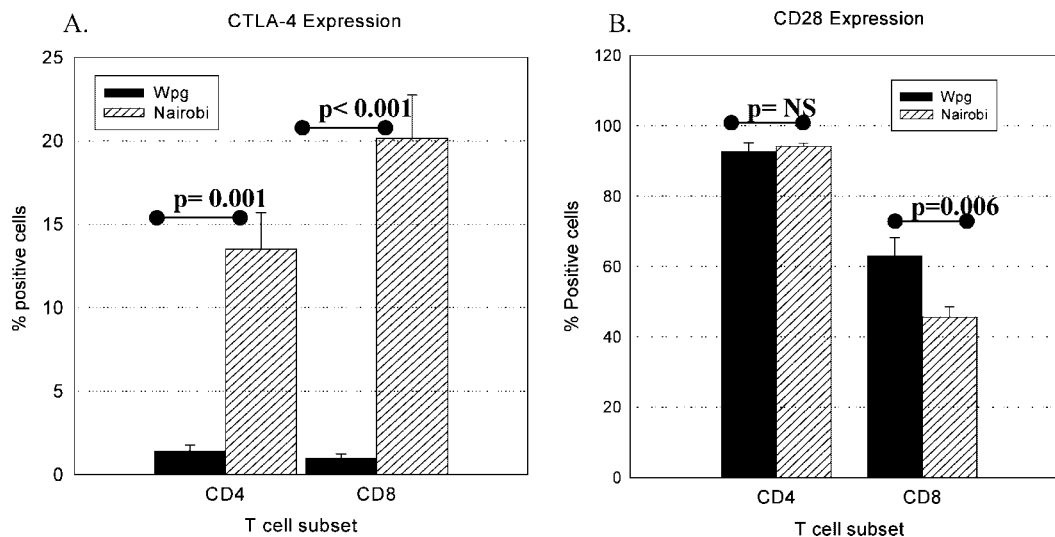 A.
CTLA-4 Expression
25
20
15
10
5
0
% positive cells
Wpg
Nairobi
p= 0.001
p< 0.001
CD4
CD8
T cell subset
B.
CD28 Expression
120
100
80
60
40
20
0
% Positive cells
Wpg
Nairobi
p= NS
p=0.006
CD4
CD8
T cell subset